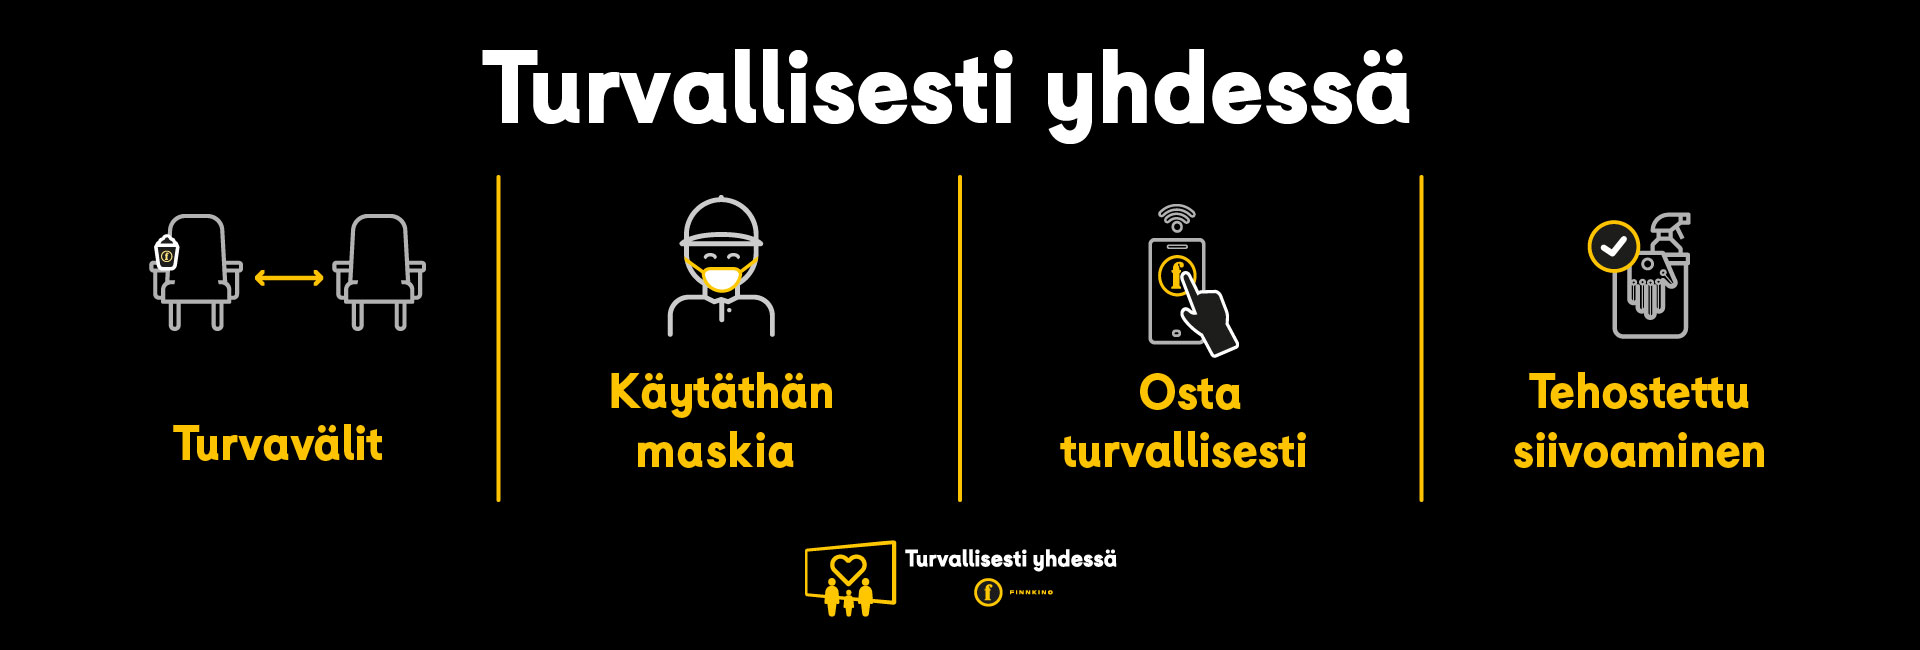 Turvallisesti yhdessä
Turvavälit
Käytäthän
maskia
Osta
turvallisesti
Tehostettu
siivoaminen
Turvallisesti yhdessä
f FINNKINO